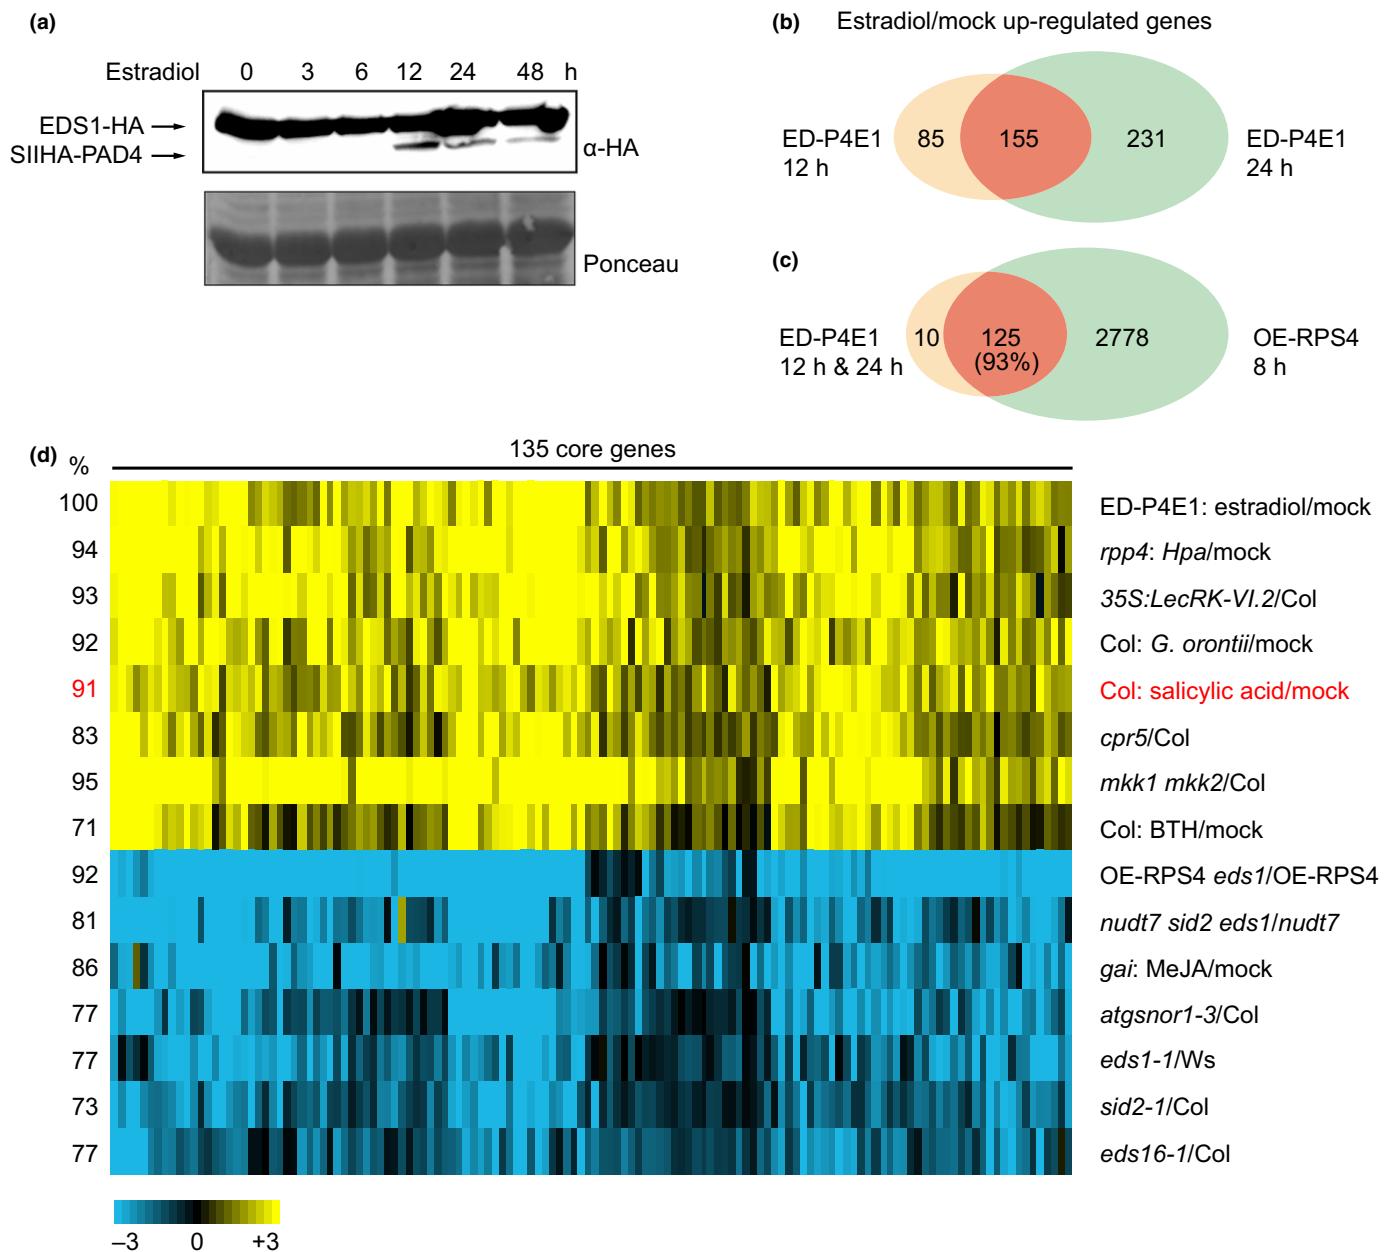 (a)
Estradiol 0 3 6 12 24 48 h
EDS1-HA
SIIHA-PAD4
α-HA
Ponceau
(b) Estradiol/mock up-regulated genes
ED-P4E1
12 h
85 155 231
ED-P4E1
24 h
(c)
ED-P4E1
12 h & 24 h
10 125 2778
(93%)
OE-RPS4
8 h
(d) % 135 core genes
100 ED-P4E1: estradiol/mock
94 rpp4: Hpa/mock
93 35S:LecRK-VI.2/Col
92 Col: G. orontii/mock
91 Col: salicylic acid/mock
83 cpr5/Col
95 mkk1 mkk2/Col
71 Col: BTH/mock
92 OE-RPS4 eds1/OE-RPS4
81 nudt7 sid2 eds1/nudt7
86 gai: MeJA/mock
77 atgsnor1-3/Col
77 eds1-1/Ws
73 sid2-1/Col
77 eds16-1/Col
–3 0 +3